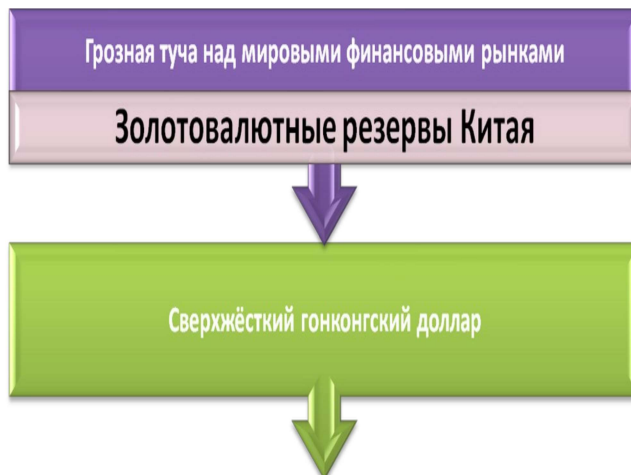 Грозная туча над мировыми финансовыми рынками
Золотовалютные резервы Китая
Сверхжёсткий гонконгский доллар